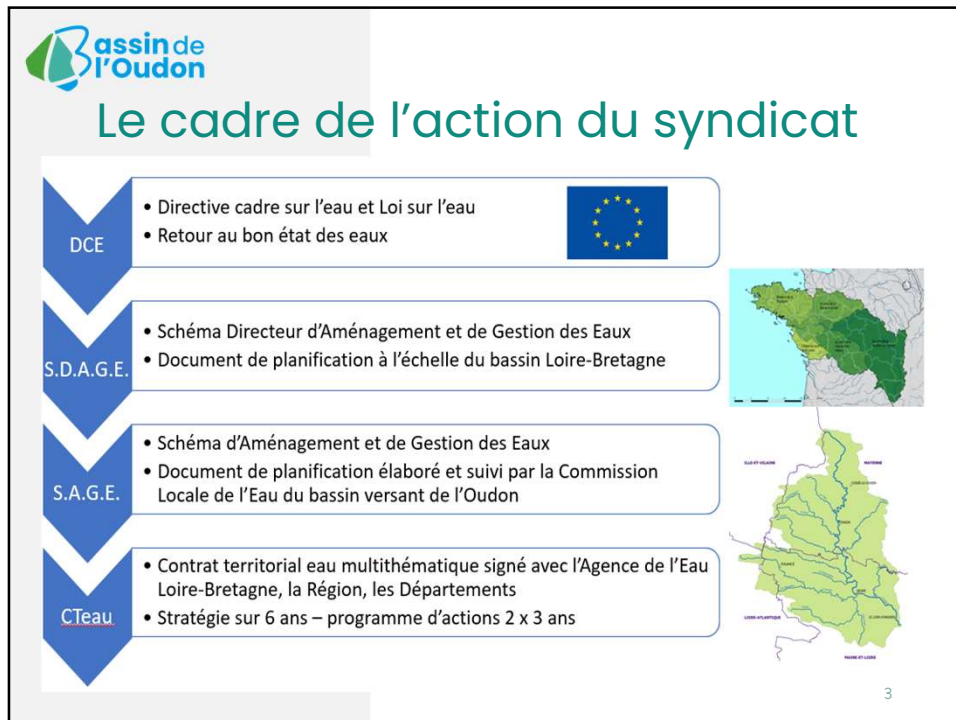 Bassin de
l'Oudon
Le cadre de l'action du syndicat
DCE
• Directive cadre sur l'eau et Loi sur l'eau
• Retour au bon état des eaux
S.D.A.G.E.
• Schéma Directeur d'Aménagement et de Gestion des Eaux
• Document de planification à l'échelle du bassin Loire-Bretagne
S.A.G.E.
• Schéma d'Aménagement et de Gestion des Eaux
• Document de planification élaboré et suivi par la Commission
Locale de l'Eau du bassin versant de l'Oudon
ILLE-ET-VILAINE
MAYENNE
CTeau
• Contrat territorial eau multithématique signé avec l'Agence de l'Eau
Loire-Bretagne, la Région, les Départements
• Stratégie sur 6 ans – programme d'actions 2 x 3 ans
LOIRE-ATLANTIQUE
MAINE-ET-LOIRE
3